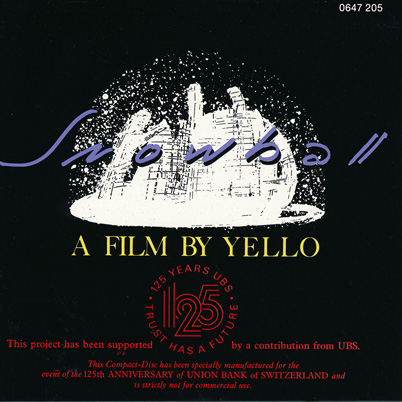 0647 205
Snowball
A FILM BY YELLO
· 125 YEARS UBS ·
125
TRUST HAS A FUTURE
This project has been supported
by a contribution from UBS.
This Compact-Disc has been specially manufactured for the
event of the 125th ANNIVERSARY of UNION BANK of SWITZERLAND and
is strictly not for commercial use.